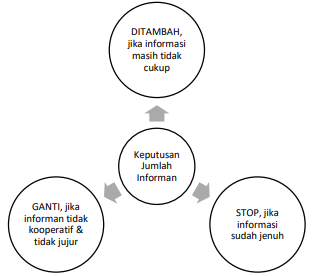 DITAMBAH,
jika informasi
masih tidak
cukup
Keputusan
Jumlah
Informan
GANTI, jika
informan tidak
kooperatif &
tidak jujur
STOP, jika
informasi
sudah jenuh